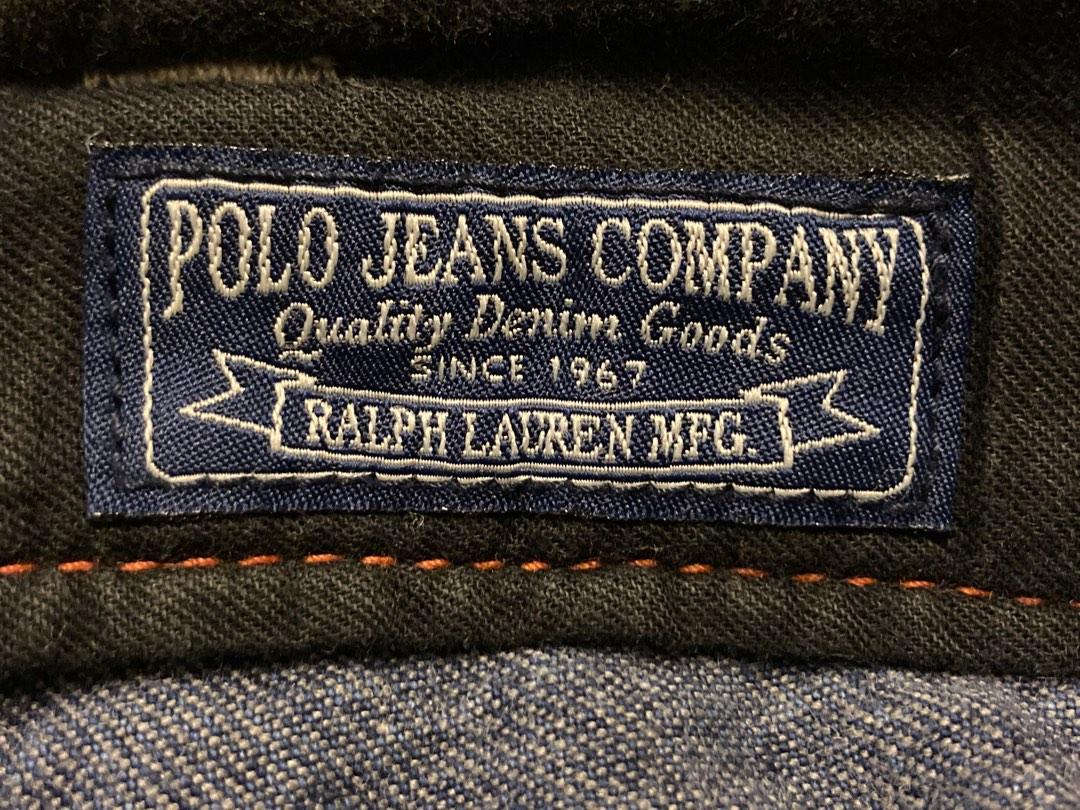 POLO JEANS COMPANY
Quality Denim Goods
SINCE 1967
RALPH LAUREN MFG.